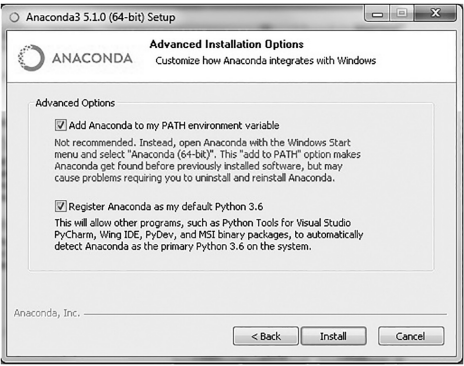 Anaconda3 5.1.0 (64-bit) Setup
ANACONDA
Advanced Installation Options
Customize how Anaconda integrates with Windows
Advanced Options
Add Anaconda to my PATH environment variable
Not recommended. Instead, open Anaconda with the Windows Start
menu and select "Anaconda (64-bit)". This "add to PATH" option makes
Anaconda get found before previously installed software, but may
cause problems requiring you to uninstall and reinstall Anaconda.
Register Anaconda as my default Python 3.6
This will allow other programs, such as Python Tools for Visual Studio
PyCharm, Wing IDE, PyDev, and MSI binary packages, to automatically
detect Anaconda as the primary Python 3.6 on the system.
Anaconda, Inc.
< Back
Install
Cancel